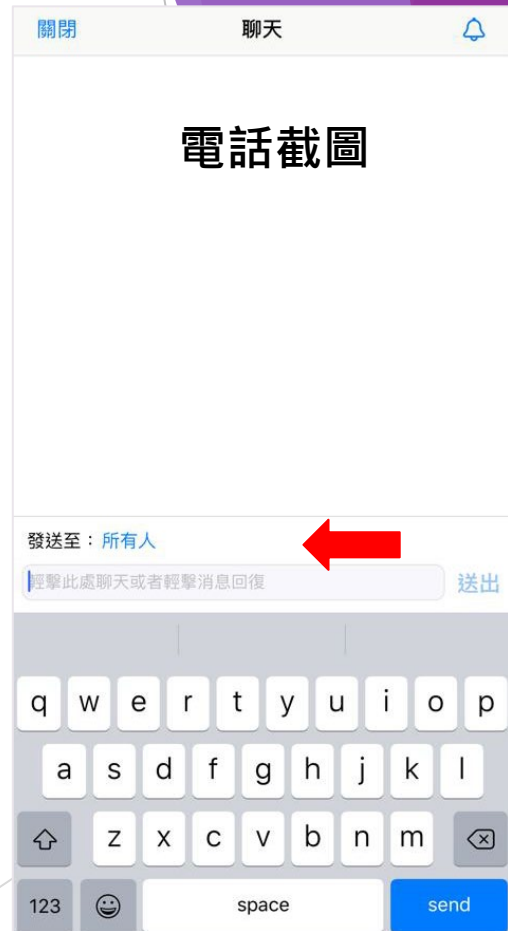 關閉 聊天
電話截圖
發送至：所有人
輕擊此處聊天或者輕擊消息回復 送出
q w e r t y u i o p
a s d f g h j k l
z x c v b n m
123 space send